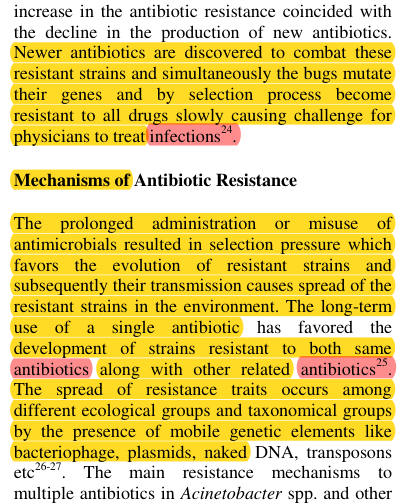 increase in the antibiotic resistance coincided with
the decline in the production of new antibiotics.
Newer antibiotics are discovered to combat these
resistant strains and simultaneously the bugs mutate
their genes and by selection process become
resistant to all drugs slowly causing challenge for
physicians to treat infections24.
Mechanisms of Antibiotic Resistance
The prolonged administration or misuse of
antimicrobials resulted in selection pressure which
favors the evolution of resistant strains and
subsequently their transmission causes spread of the
resistant strains in the environment. The long-term
use of a single antibiotic has favored the
development of strains resistant to both same
antibiotics along with other related antibiotics25.
The spread of resistance traits occurs among
different ecological groups and taxonomical groups
by the presence of mobile genetic elements like
bacteriophage, plasmids, naked DNA, transposons
etc26-27. The main resistance mechanisms to
multiple antibiotics in Acinetobacter spp. and other